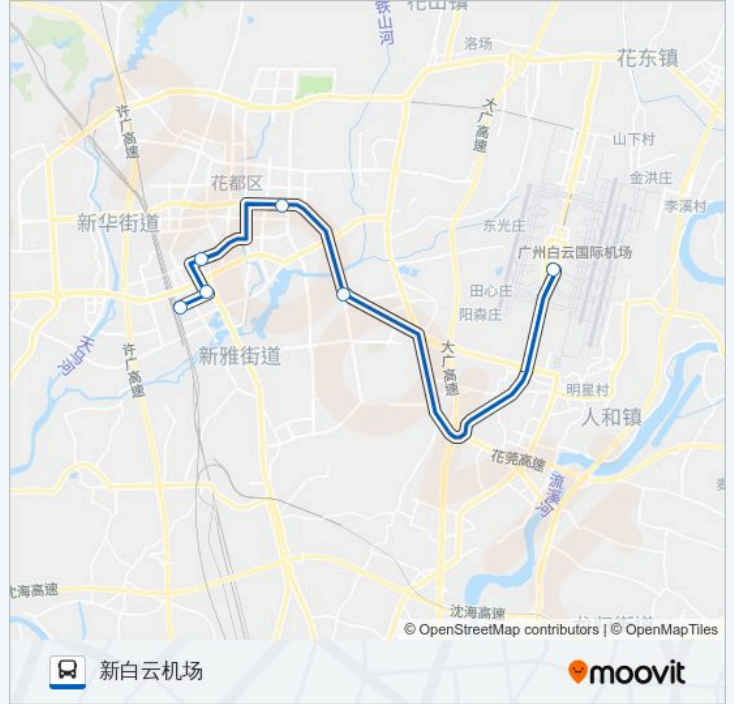 铁山河
花山镇
洛场
花东镇
大广高速
许广高速
山下村
花都区
金洪庄
李溪村
新华街道
东光庄
广州白云国际机场
田心庄
阳森庄
天马河
许广高速
新雅街道
大广高速
明星村
人和镇
花莞高速
流溪河
沈海高速
沈海高速
© OpenStreetMap contributors | © OpenMapTiles
新白云机场
moovit